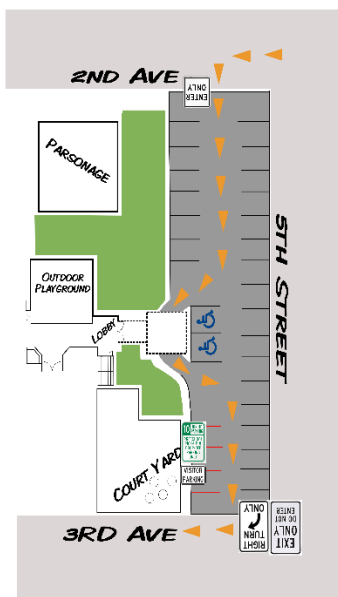 2ND AVE
ENTER
ONLY
PARSONAGE
5TH STREET
OUTDOOR
PLAYGROUND
LOBBY
10
COURT YARD
VISITOR
PARKING
3RD AVE
RIGHT
TURN
ONLY
EXIT
ONLY
DO NOT
ENTER